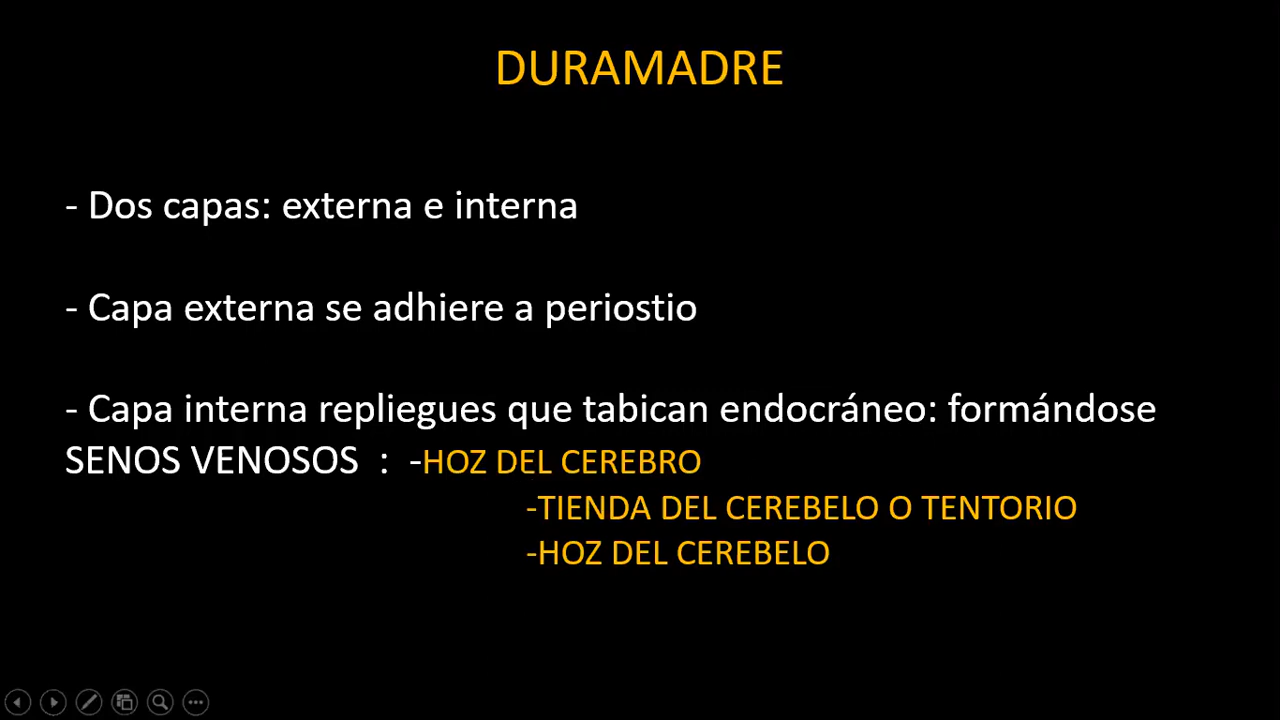 DURAMADRE
- Dos capas: externa e interna
- Capa externa se adhiere a periostio
- Capa interna repliegues que tabican endocráneo: formándose
SENOS VENOSOS : -HOZ DEL CEREBRO
-TIENDA DEL CEREBELO O TENTORIO
-HOZ DEL CEREBELO